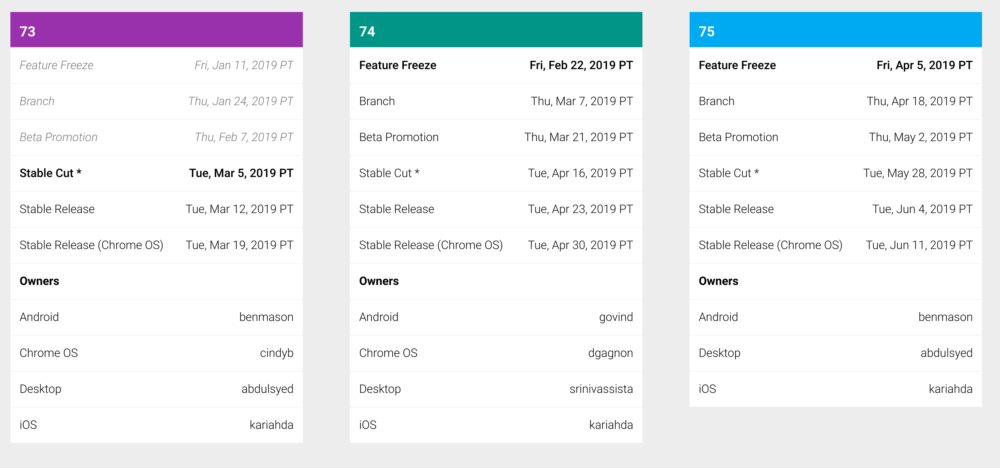 73
Feature Freeze Fri, Jan 11, 2019 PT
Branch Thu, Jan 24, 2019 PT
Beta Promotion Thu, Feb 7, 2019 PT
Stable Cut * Tue, Mar 5, 2019 PT
Stable Release Tue, Mar 12, 2019 PT
Stable Release (Chrome OS) Tue, Mar 19, 2019 PT
Owners
Android benmason
Chrome OS cindyb
Desktop abdulsyed
iOS kariahda
74
Feature Freeze Fri, Feb 22, 2019 PT
Branch Thu, Mar 7, 2019 PT
Beta Promotion Thu, Mar 21, 2019 PT
Stable Cut * Tue, Apr 16, 2019 PT
Stable Release Tue, Apr 23, 2019 PT
Stable Release (Chrome OS) Tue, Apr 30, 2019 PT
Owners
Android govind
Chrome OS dgagnon
Desktop srinivassista
iOS kariahda
75
Feature Freeze Fri, Apr 5, 2019 PT
Branch Thu, Apr 18, 2019 PT
Beta Promotion Thu, May 2, 2019 PT
Stable Cut * Tue, May 28, 2019 PT
Stable Release Tue, Jun 4, 2019 PT
Stable Release (Chrome OS) Tue, Jun 11, 2019 PT
Owners
Android benmason
Desktop abdulsyed
iOS kariahda